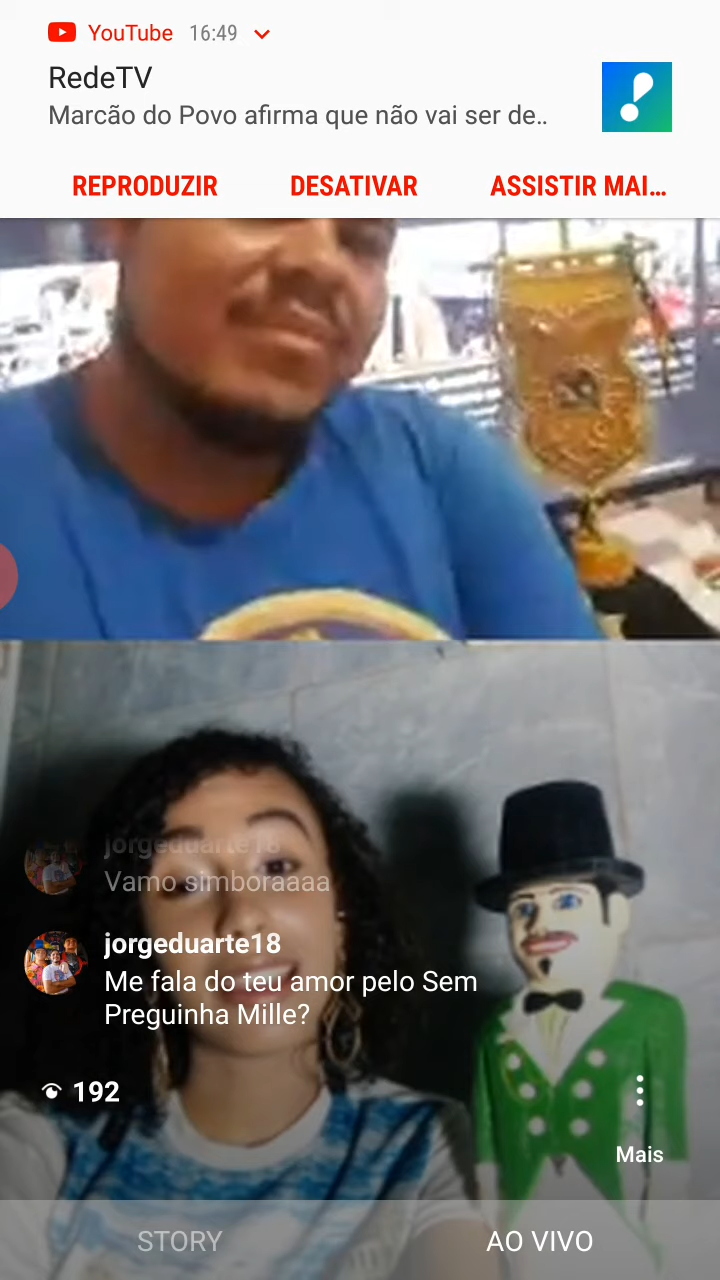 YouTube 16:49
RedeTV
Marcão do Povo afirma que não vai ser de..
REPRODUZIR DESATIVAR ASSISTIR MAI...
jorgeduarte18
Vamo simboraaaa
jorgeduarte18
Me fala do teu amor pelo Sem
Preguinha Mille?
192
Mais
STORY AO VIVO